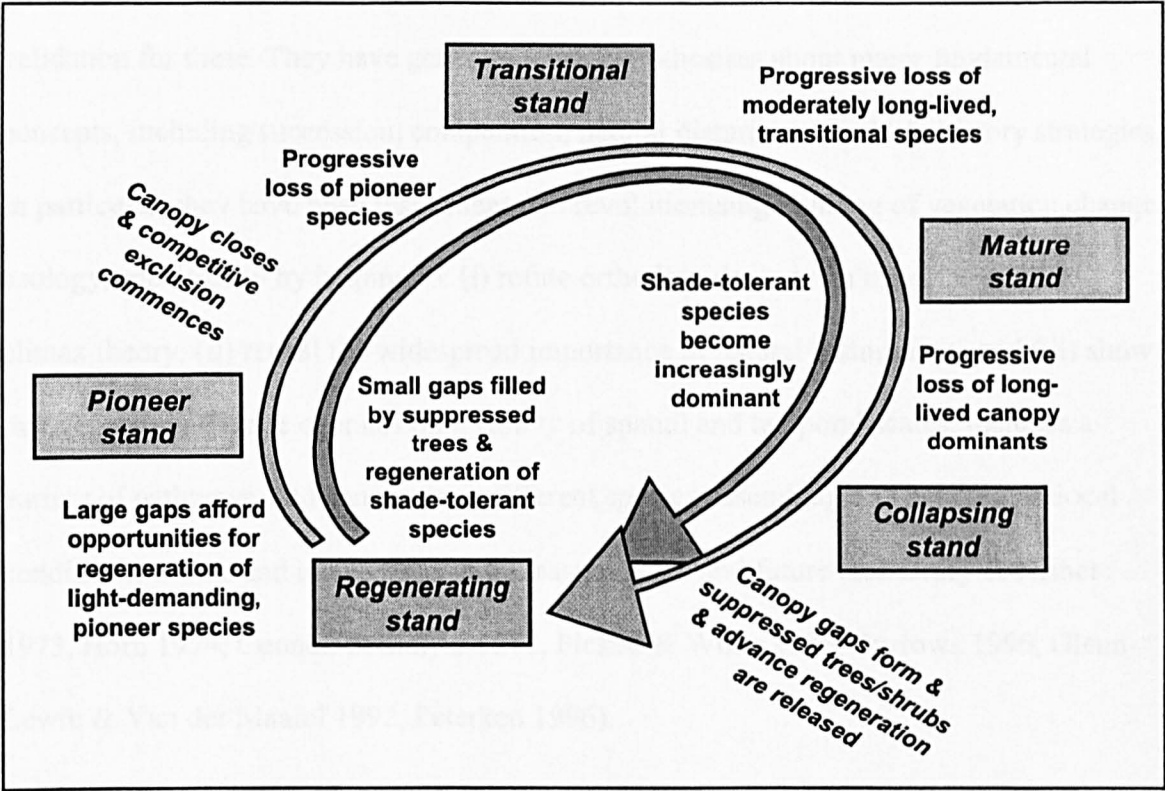 Transitional
stand
Progressive loss of
moderately long-lived,
transitional species
Progressive
loss of pioneer
species
Canopy closes
& competitive
exclusion
commences
Mature
stand
Shade-tolerant
species
become
increasingly
dominant
Progressive
loss of long-
lived canopy
dominants
Pioneer
stand
Small gaps filled
by suppressed
trees &
regeneration of
shade-tolerant
species
Large gaps afford
opportunities for
regeneration of
light-demanding,
pioneer species
Collapsing
stand
Regenerating
stand
Canopy gaps form &
suppressed trees/shrubs
& advance regeneration
are released